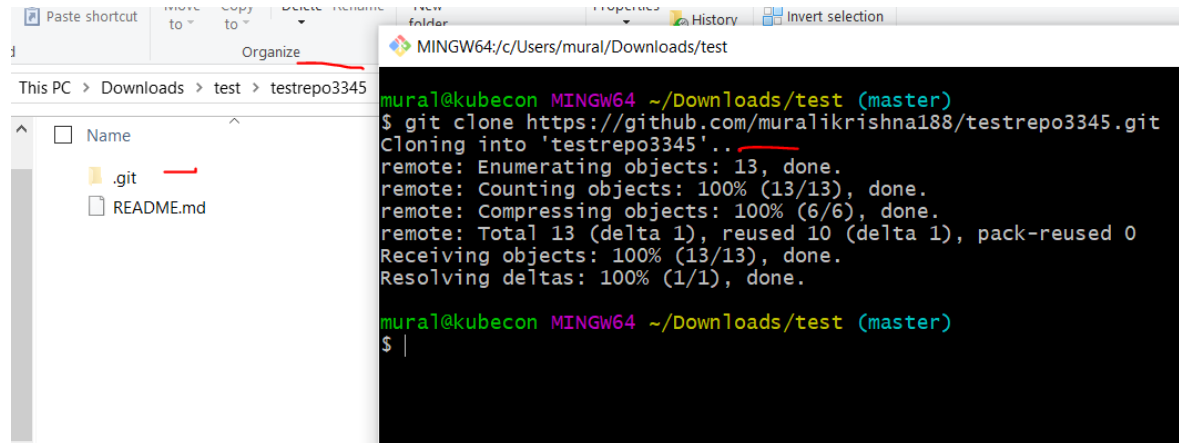 Move Copy Delete Rename New Properties
Paste shortcut to to folder History Invert selection
Organize
This PC > Downloads > test > testrepo3345
Name
.git
README.md
MINGW64:/c/Users/mural/Downloads/test
mural@kubecon MINGW64 ~/Downloads/test (master)
$ git clone https://github.com/muralikrishna188/testrepo3345.git
Cloning into 'testrepo3345'..
remote: Enumerating objects: 13, done.
remote: Counting objects: 100% (13/13), done.
remote: Compressing objects: 100% (6/6), done.
remote: Total 13 (delta 1), reused 10 (delta 1), pack-reused 0
Receiving objects: 100% (13/13), done.
Resolving deltas: 100% (1/1), done.
mural@kubecon MINGW64 ~/Downloads/test (master)
$